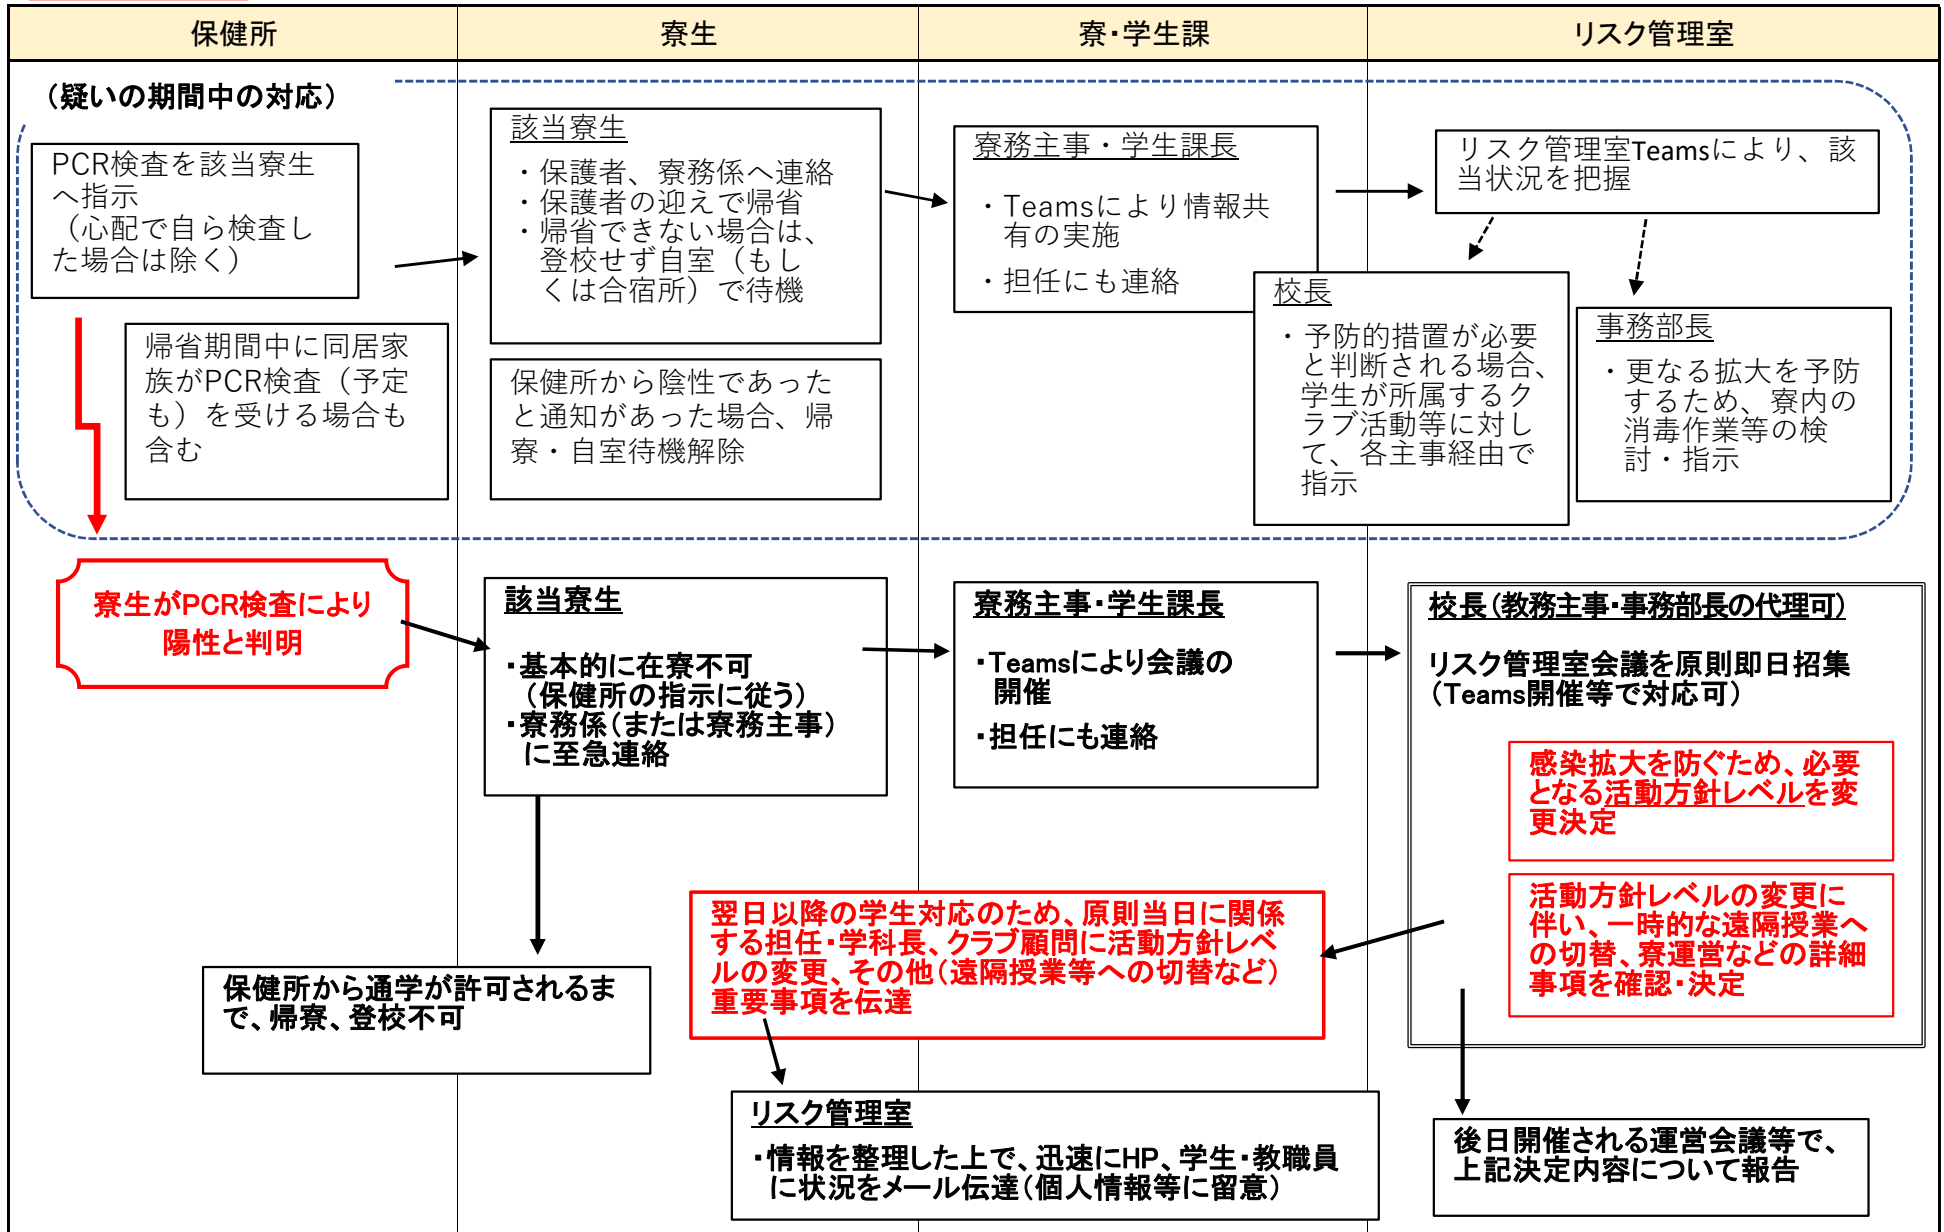 保健所
寮生
寮・学生課
リスク管理室
（疑いの期間中の対応）
PCR検査を該当寮生
へ指示
（心配で自ら検査し
た場合は除く）
帰省期間中に同居家
族がPCR検査（予定
も）を受ける場合も
含む
該当寮生
・保護者、寮務係へ連絡
・保護者の迎えで帰省
・帰省できない場合は、
登校せず自室（もし
くは合宿所）で待機
保健所から陰性であった
と通知があった場合、帰
寮・自室待機解除
寮務主事・学生課長
・Teamsにより情報共
有の実施
・担任にも連絡
リスク管理室Teamsにより、該
当状況を把握
校長
・予防的措置が必要
と判断される場合、
学生が所属するク
ラブ活動等に対し
て、各主事経由で
指示
事務部長
・更なる拡大を予防
するため、寮内の
消毒作業等の検
討・指示
寮生がPCR検査により
陽性と判明
該当寮生
・基本的に在寮不可
（保健所の指示に従う）
・寮務係（または寮務主事）
に至急連絡
寮務主事・学生課長
・Teamsにより会議の
開催
・担任にも連絡
校長（教務主事・事務部長の代理可）
リスク管理室会議を原則即日招集
（Teams開催等で対応可）
感染拡大を防ぐため、必要
となる活動方針レベルを変
更決定
活動方針レベルの変更に
伴い、一時的な遠隔授業へ
の切替、寮運営などの詳細
事項を確認・決定
翌日以降の学生対応のため、原則当日に関係
する担任・学科長、クラブ顧問に活動方針レベ
ルの変更、その他（遠隔授業等への切替など）
重要事項を伝達
保健所から通学が許可されるま
で、帰寮、登校不可
リスク管理室
・情報を整理した上で、迅速にHP、学生・教職員
に状況をメール伝達（個人情報等に留意）
後日開催される運営会議等で、
上記決定内容について報告